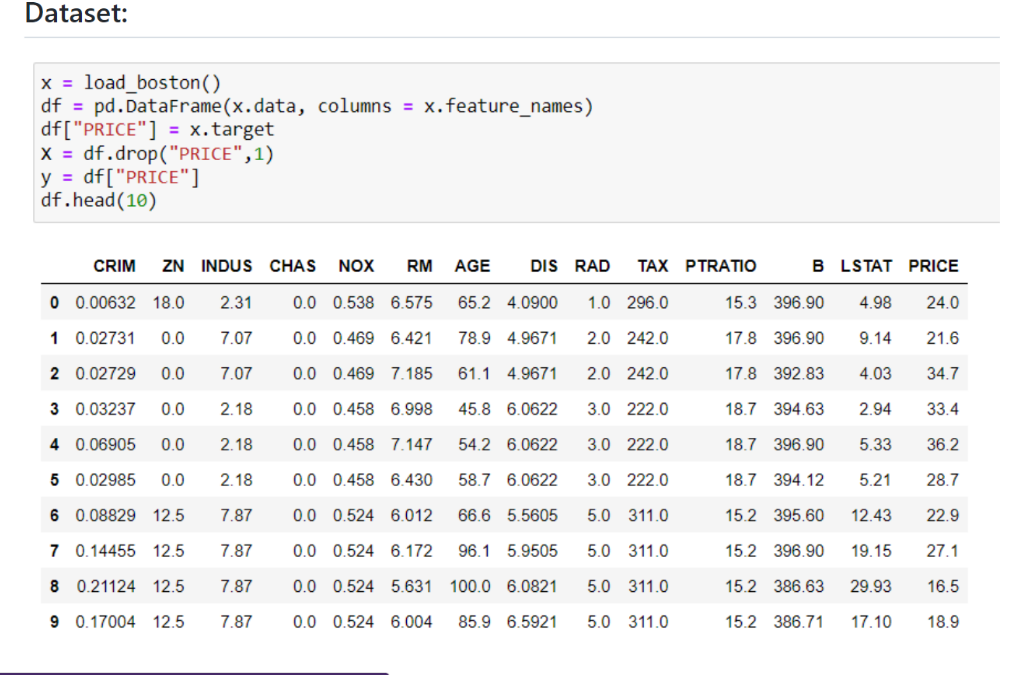 Dataset:
x = load_boston()
df = pd.DataFrame(x.data, columns = x.feature_names)
df["PRICE"] = x.target
X = df.drop("PRICE",1)
y = df["PRICE"]
df.head(10)
CRIM ZN INDUS CHAS NOX RM AGE DIS RAD TAX PTRATIO B LSTAT PRICE
0 0.00632 18.0 2.31 0.0 0.538 6.575 65.2 4.0900 1.0 296.0 15.3 396.90 4.98 24.0
1 0.02731 0.0 7.07 0.0 0.469 6.421 78.9 4.9671 2.0 242.0 17.8 396.90 9.14 21.6
2 0.02729 0.0 7.07 0.0 0.469 7.185 61.1 4.9671 2.0 242.0 17.8 392.83 4.03 34.7
3 0.03237 0.0 2.18 0.0 0.458 6.998 45.8 6.0622 3.0 222.0 18.7 394.63 2.94 33.4
4 0.06905 0.0 2.18 0.0 0.458 7.147 54.2 6.0622 3.0 222.0 18.7 396.90 5.33 36.2
5 0.02985 0.0 2.18 0.0 0.458 6.430 58.7 6.0622 3.0 222.0 18.7 394.12 5.21 28.7
6 0.08829 12.5 7.87 0.0 0.524 6.012 66.6 5.5605 5.0 311.0 15.2 395.60 12.43 22.9
7 0.14455 12.5 7.87 0.0 0.524 6.172 96.1 5.9505 5.0 311.0 15.2 396.90 19.15 27.1
8 0.21124 12.5 7.87 0.0 0.524 5.631 100.0 6.0821 5.0 311.0 15.2 386.63 29.93 16.5
9 0.17004 12.5 7.87 0.0 0.524 6.004 85.9 6.5921 5.0 311.0 15.2 386.71 17.10 18.9